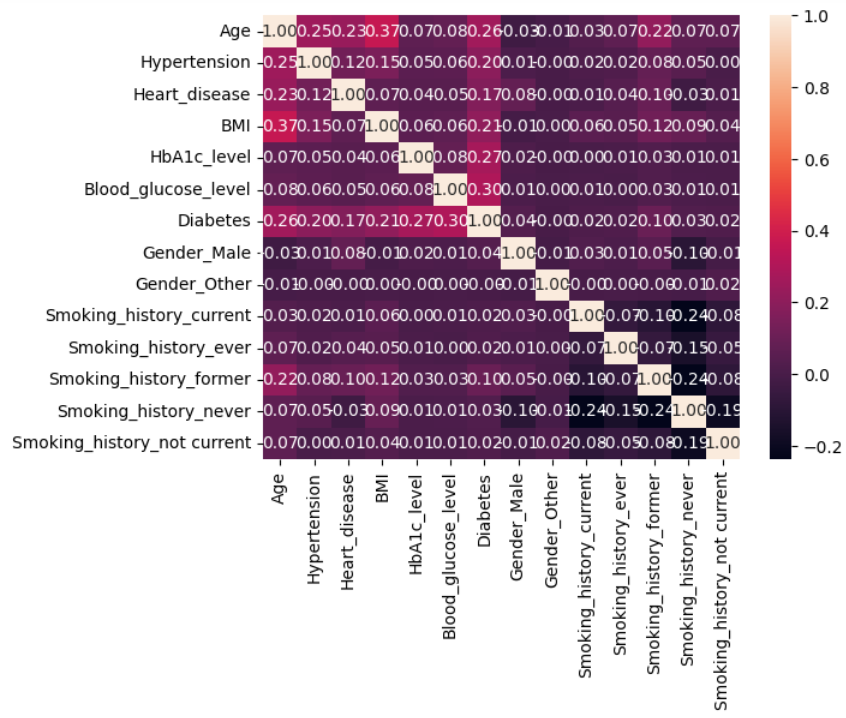 Age 1.00 0.25 0.23 0.37 0.07 0.08 0.26 -0.03 -0.01 0.03 0.07 0.22 0.07 0.07
Hypertension 0.25 1.00 0.12 0.15 0.05 0.06 0.20 0.01 -0.00 0.02 0.02 0.08 0.05 0.00
Heart_disease 0.23 0.12 1.00 0.07 0.04 0.05 0.17 0.08 -0.00 0.01 0.04 0.10 -0.03 0.01
BMI 0.37 0.15 0.07 1.00 0.06 0.06 0.21 -0.01 0.00 0.06 0.05 0.12 0.09 0.04
HbA1c_level 0.07 0.05 0.04 0.06 1.00 0.08 0.27 0.02 -0.00 -0.00 0.01 0.03 0.01 0.01
Blood_glucose_level 0.08 0.06 0.05 0.06 0.08 1.00 0.30 0.01 0.00 0.01 0.00 0.03 0.01 0.01
Diabetes 0.26 0.20 0.17 0.21 0.27 0.30 1.00 0.04 -0.00 0.02 0.02 0.10 0.03 0.02
Gender_Male -0.03 0.01 0.08 -0.01 0.02 0.01 0.04 1.00 -0.01 0.03 -0.01 0.05 -0.10 -0.01
Gender_Other -0.01 -0.00 -0.00 0.00 -0.00 0.00 -0.00 -0.01 1.00 -0.00 -0.00 -0.00 -0.01 0.02
Smoking_history_current 0.03 0.02 0.01 0.06 -0.00 0.01 0.02 0.03 -0.00 1.00 -0.07 -0.10 -0.24 -0.08
Smoking_history_ever 0.07 0.02 0.04 0.05 0.01 0.00 0.02 0.01 -0.00 -0.07 1.00 -0.07 -0.15 -0.05
Smoking_history_former 0.22 0.08 0.10 0.12 0.03 0.03 0.10 0.05 -0.00 -0.10 -0.07 1.00 -0.24 -0.08
Smoking_history_never 0.07 0.05 -0.03 0.09 0.01 0.01 0.03 -0.10 -0.01 -0.24 -0.15 -0.24 1.00 -0.19
Smoking_history_not current 0.07 0.00 0.01 0.04 0.01 0.01 0.02 -0.01 0.02 -0.08 -0.05 -0.08 -0.19 1.00
Age
Hypertension
Heart_disease
BMI
HbA1c_level
Blood_glucose_level
Diabetes
Gender_Male
Gender_Other
Smoking_history_current
Smoking_history_ever
Smoking_history_former
Smoking_history_never
Smoking_history_not current
1.0
0.8
0.6
0.4
0.2
0.0
−0.2